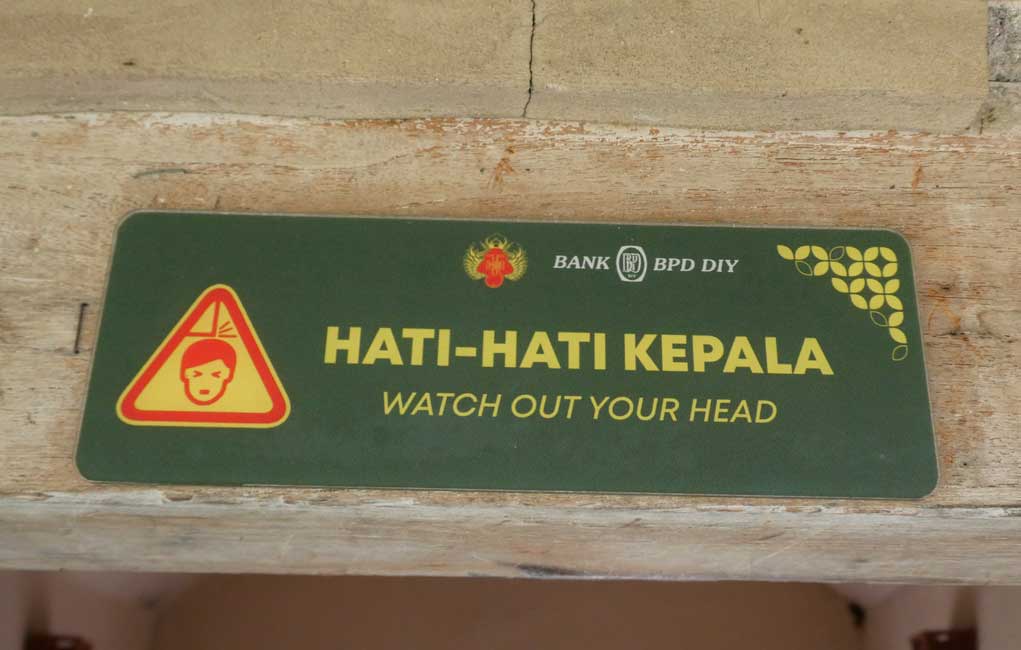 BANK BPD DIY
HATI-HATI KEPALA
WATCH OUT YOUR HEAD